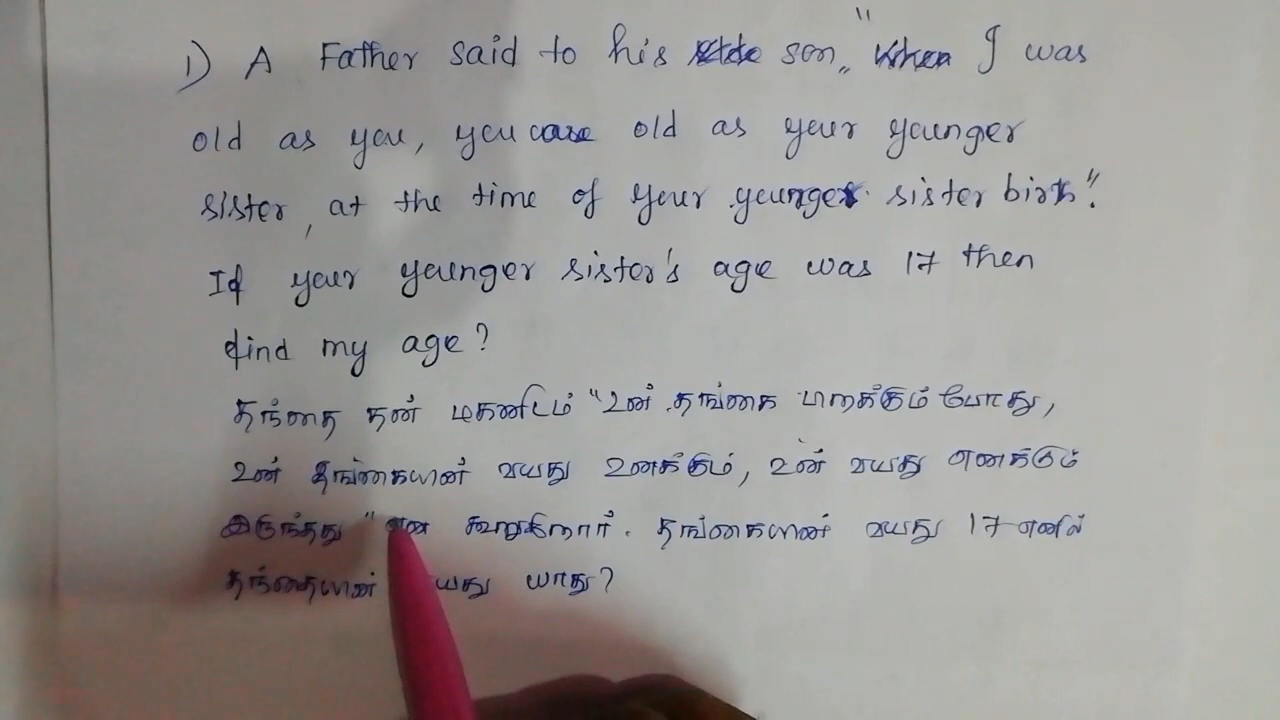 1) A Father said to his son,, "when I was
old as you, you are old as your younger
sister, at the time of your younger sister birth".
If your younger sister's age was 17 then
find my age?
தந்தை தன் மகனிடம் "உன் தங்கை பிறக்கும் போது,
உன் தங்கையின் வயது உனக்கும், உன் வயது எனக்கும்
இருந்தது" என கூறுகிறார். தங்கையின் வயது 17 எனில்
தந்தையின் யது யாது?